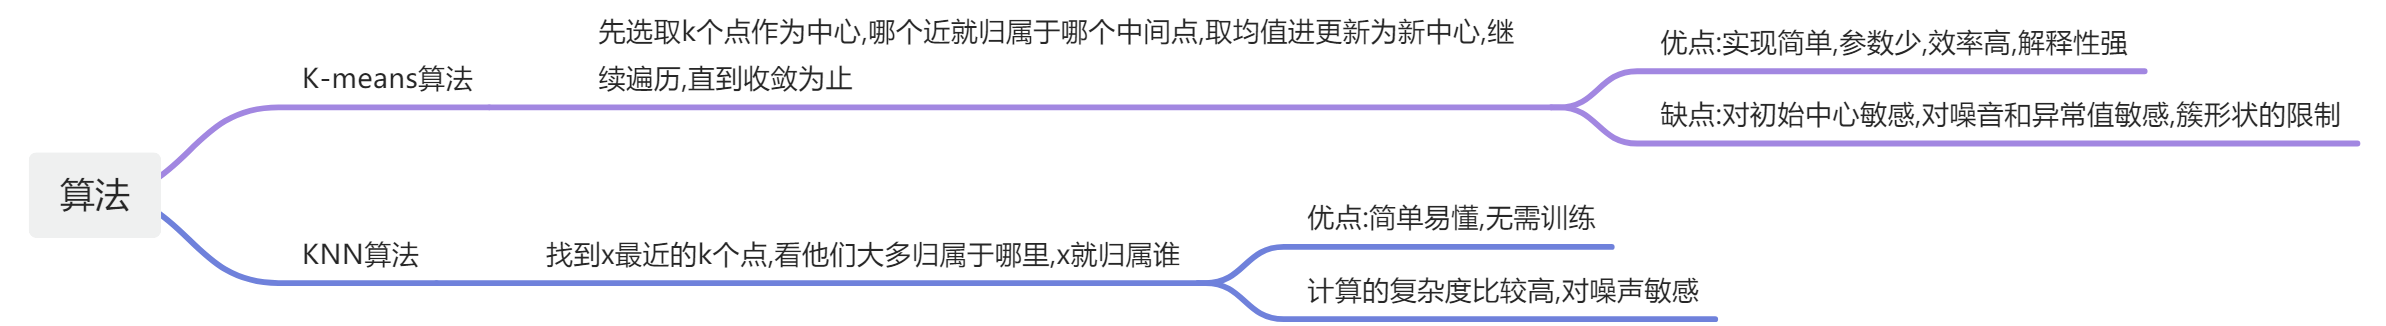 算法
K-means算法
先选取k个点作为中心,哪个近就归属于哪个中间点,取均值进更新为新中心,继
续遍历,直到收敛为止
优点:实现简单,参数少,效率高,解释性强
缺点:对初始中心敏感,对噪音和异常值敏感,簇形状的限制
KNN算法
找到x最近的k个点,看他们大多归属于哪里,x就归属谁
优点:简单易懂,无需训练
计算的复杂度比较高,对噪声敏感